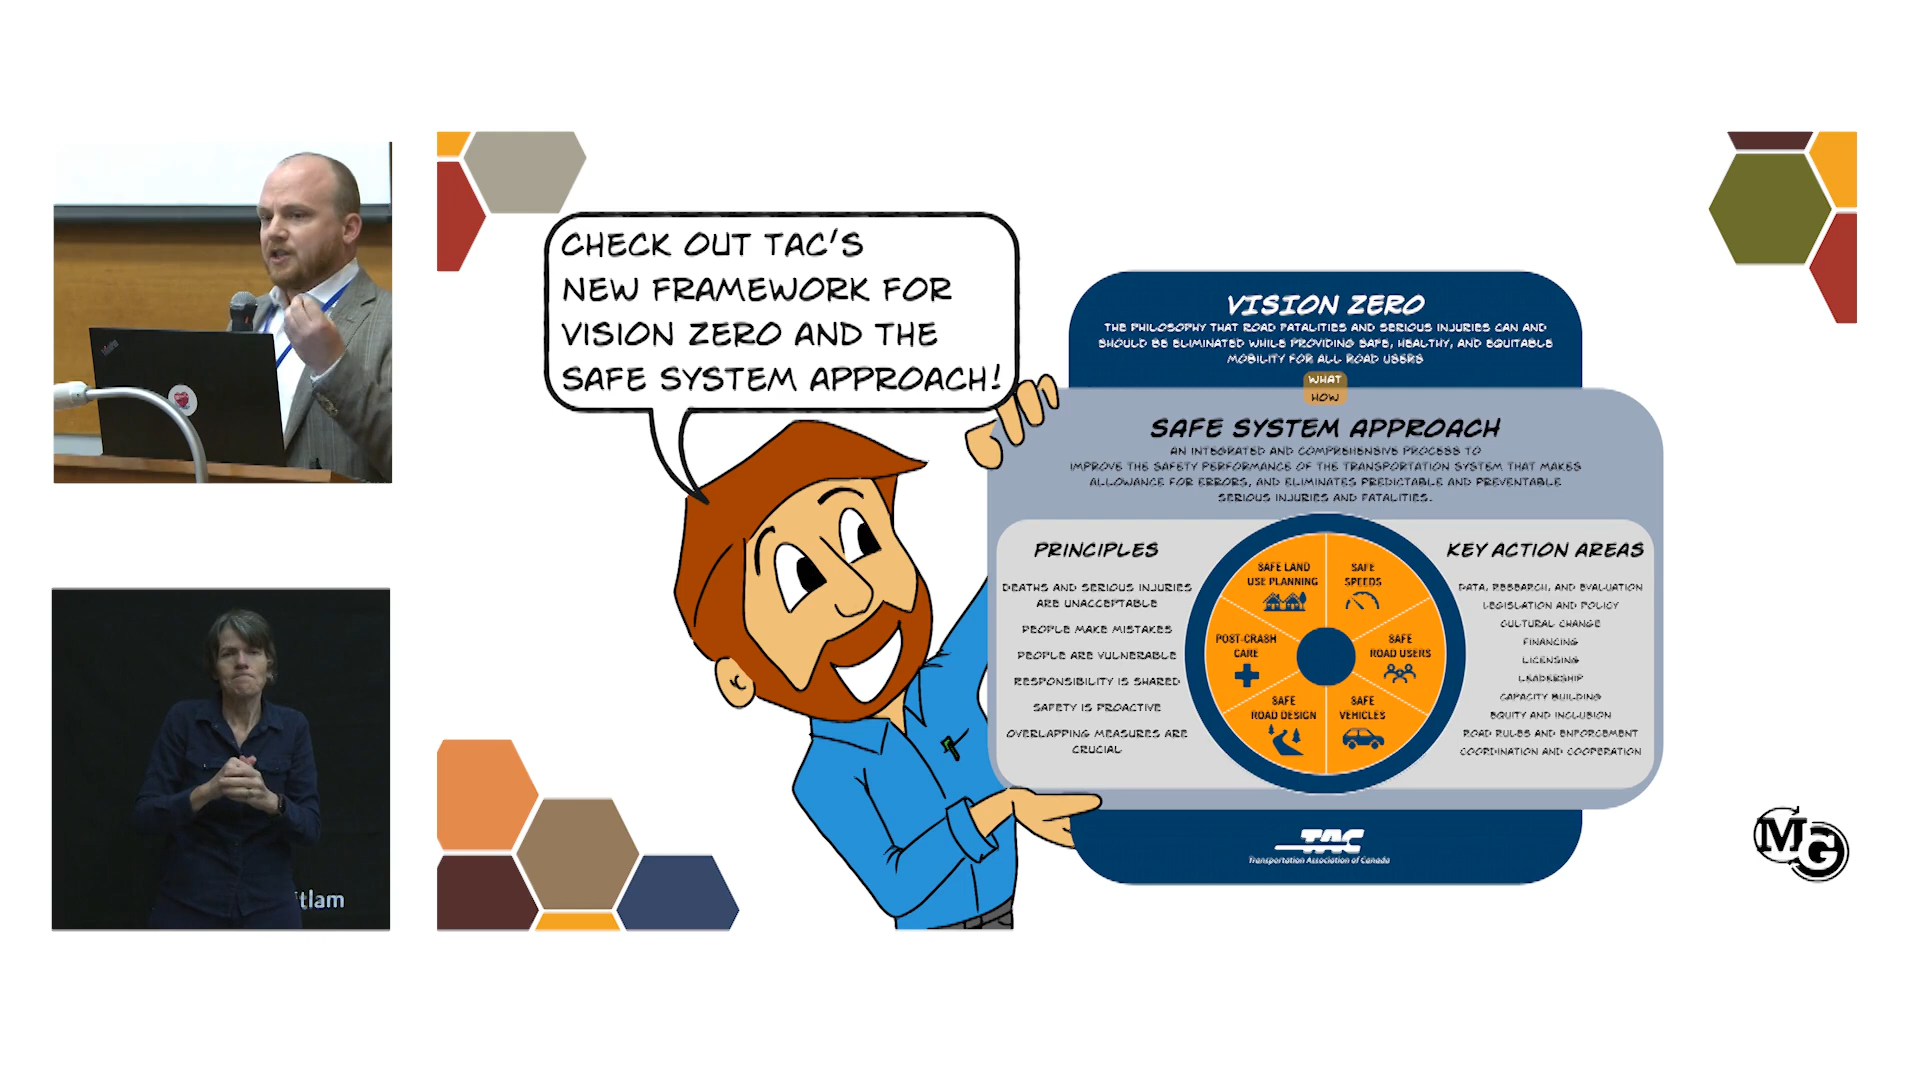 CHECK OUT TAC'S
NEW FRAMEWORK FOR
VISION ZERO AND THE
SAFE SYSTEM APPROACH!
VISION ZERO
THE PHILOSOPHY THAT ROAD FATALITIES AND SERIOUS INJURIES CAN AND
SHOULD BE ELIMINATED WHILE PROVIDING SAFE, HEALTHY, AND EQUITABLE
MOBILITY FOR ALL ROAD USERS
WHAT
HOW
SAFE SYSTEM APPROACH
AN INTEGRATED AND COMPREHENSIVE PROCESS TO
IMPROVE THE SAFETY PERFORMANCE OF THE TRANSPORTATION SYSTEM THAT MAKES
ALLOWANCE FOR ERRORS, AND ELIMINATES PREDICTABLE AND PREVENTABLE
SERIOUS INJURIES AND FATALITIES.
PRINCIPLES
DEATHS AND SERIOUS INJURIES
ARE UNACCEPTABLE
PEOPLE MAKE MISTAKES
PEOPLE ARE VULNERABLE
RESPONSIBILITY IS SHARED
SAFETY IS PROACTIVE
OVERLAPPING MEASURES ARE
CRUCIAL
SAFE LAND
USE PLANNING
SAFE
SPEEDS
POST-CRASH
CARE
SAFE
ROAD USERS
SAFE
ROAD DESIGN
SAFE
VEHICLES
KEY ACTION AREAS
DATA, RESEARCH, AND EVALUATION
LEGISLATION AND POLICY
CULTURAL CHANGE
FINANCING
LICENSING
LEADERSHIP
CAPACITY BUILDING
EQUITY AND INCLUSION
ROAD RULES AND ENFORCEMENT
COORDINATION AND COOPERATION
TAC
Transportation Association of Canada
MG
itlam